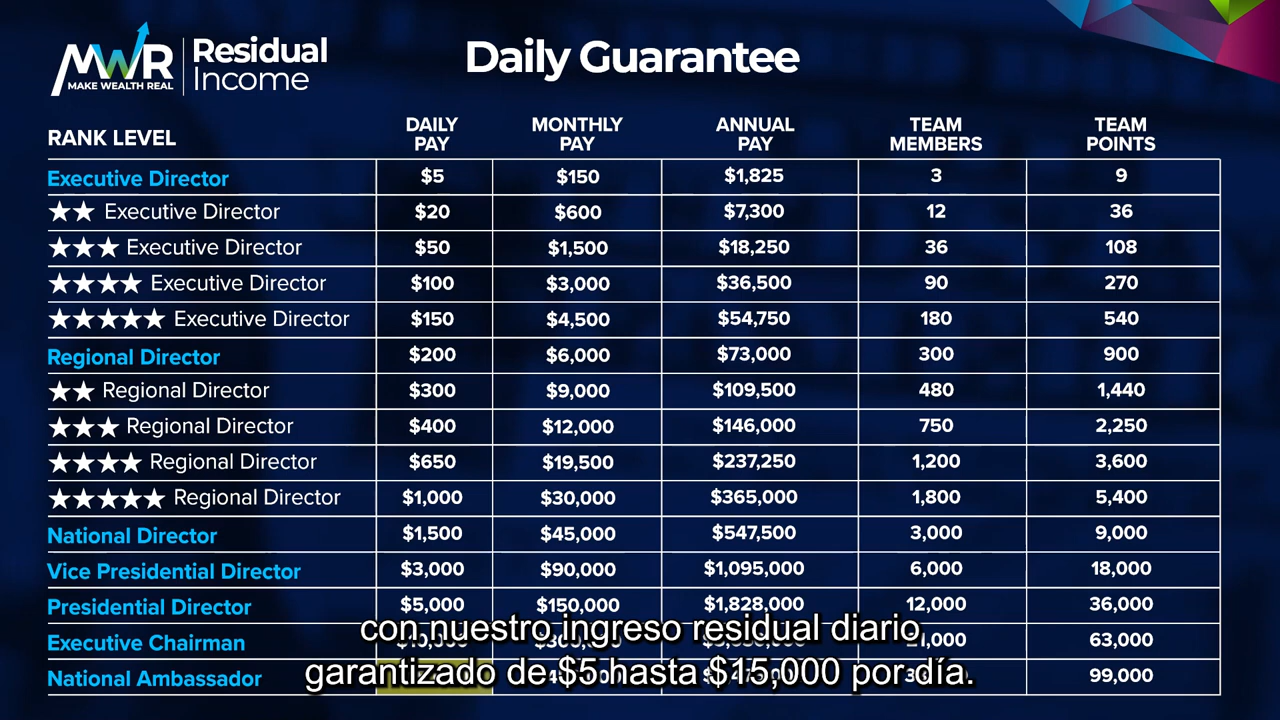 MWR
MAKE WEALTH REAL
Residual
Income
Daily Guarantee
RANK LEVEL DAILY PAY MONTHLY PAY ANNUAL PAY TEAM MEMBERS TEAM POINTS
Executive Director $5 $150 $1,825 3 9
★★ Executive Director $20 $600 $7,300 12 36
★★★ Executive Director $50 $1,500 $18,250 36 108
★★★★ Executive Director $100 $3,000 $36,500 90 270
★★★★★ Executive Director $150 $4,500 $54,750 180 540
Regional Director $200 $6,000 $73,000 300 900
★★ Regional Director $300 $9,000 $109,500 480 1,440
★★★ Regional Director $400 $12,000 $146,000 750 2,250
★★★★ Regional Director $650 $19,500 $237,250 1,200 3,600
★★★★★ Regional Director $1,000 $30,000 $365,000 1,800 5,400
National Director $1,500 $45,000 $547,500 3,000 9,000
Vice Presidential Director $3,000 $90,000 $1,095,000 6,000 18,000
Presidential Director $5,000 $150,000 $1,828,000 12,000 36,000
Executive Chairman 63,000
National Ambassador 99,000
con nuestro ingreso residual diario
garantizado de $5 hasta $15,000 por día.